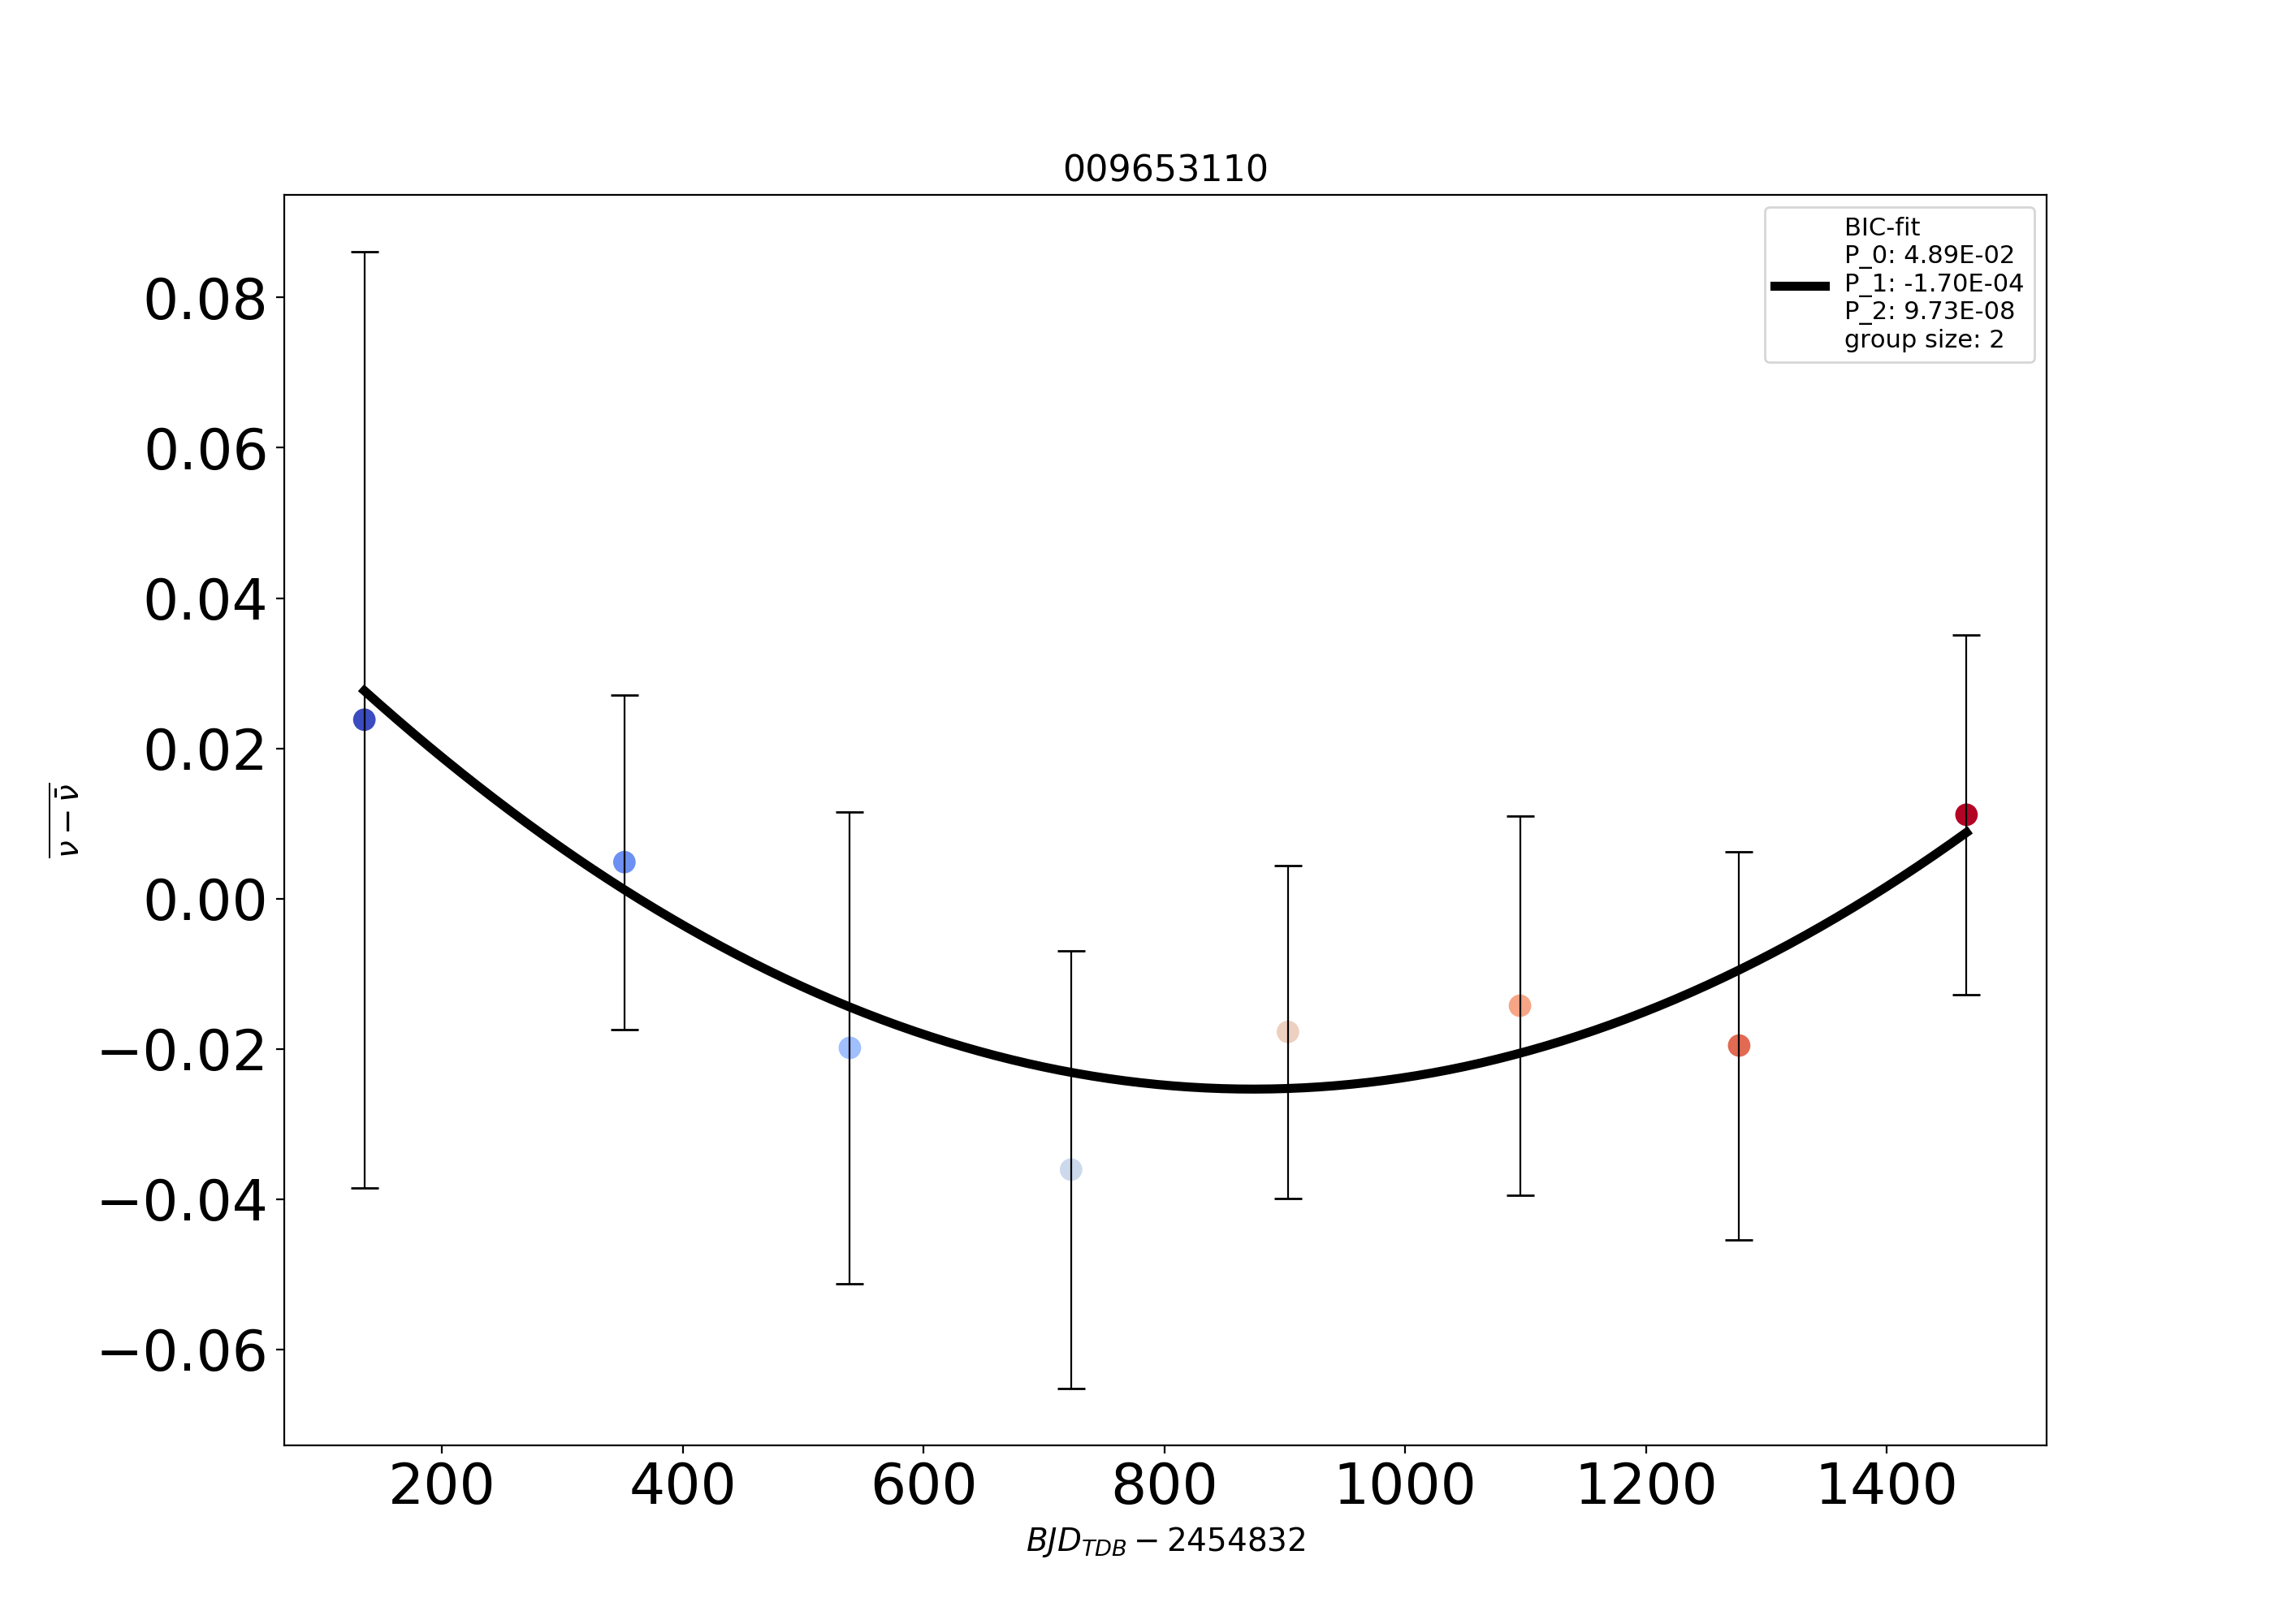 009653110
BIC-fit
P_0: 4.89E-02
P_1: -1.70E-04
P_2: 9.73E-08
group size: 2
0.08
0.06
0.04
0.02
0.00
−0.02
−0.04
−0.06
ν − ν̄
200 400 600 800 1000 1200 1400
BJD_TDB − 2454832